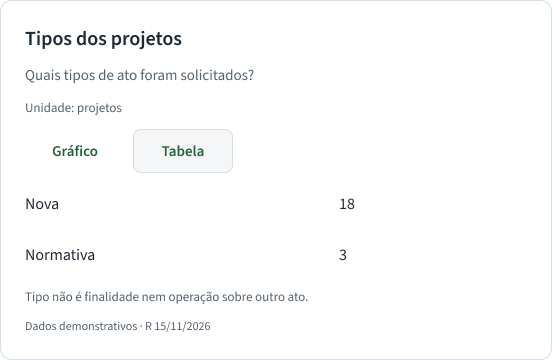 Tipos dos projetos
Quais tipos de ato foram solicitados?
Unidade: projetos
Gráfico Tabela
Nova 18
Normativa 3
Tipo não é finalidade nem operação sobre outro ato.
Dados demonstrativos · R 15/11/2026